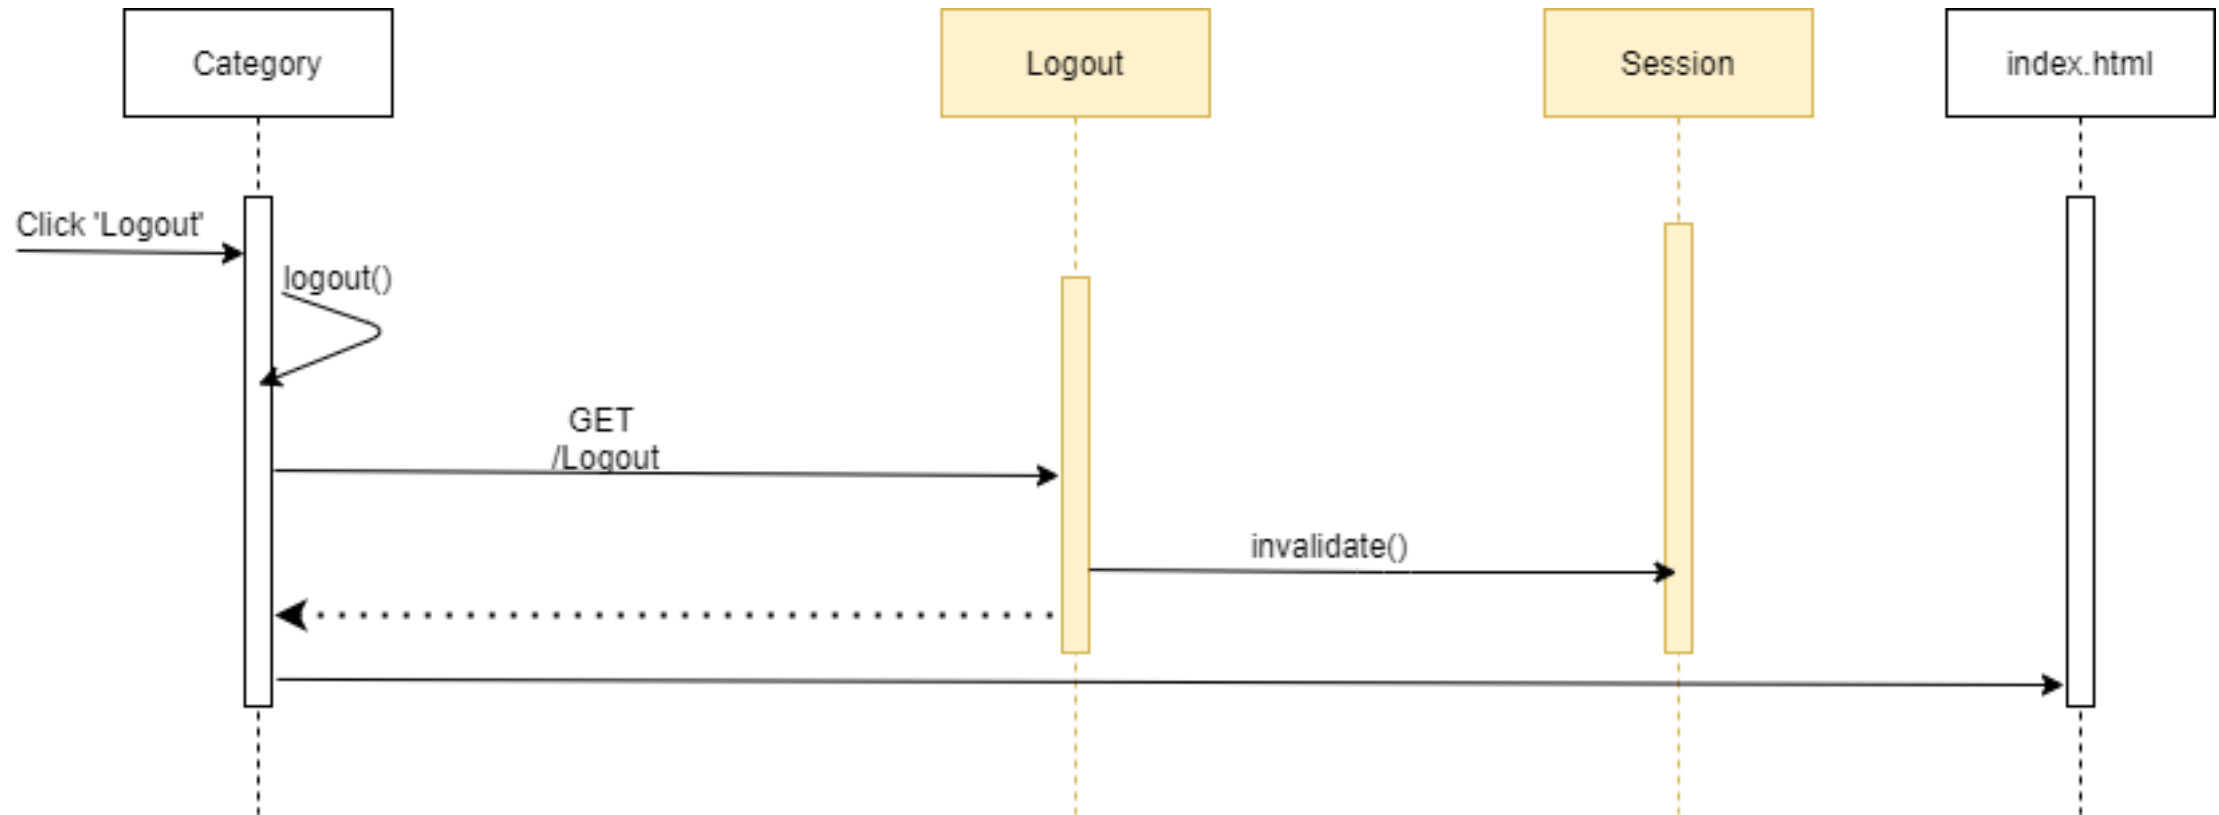 Category
Logout
Session
index.html
Click 'Logout'
logout()
GET
/Logout
invalidate()